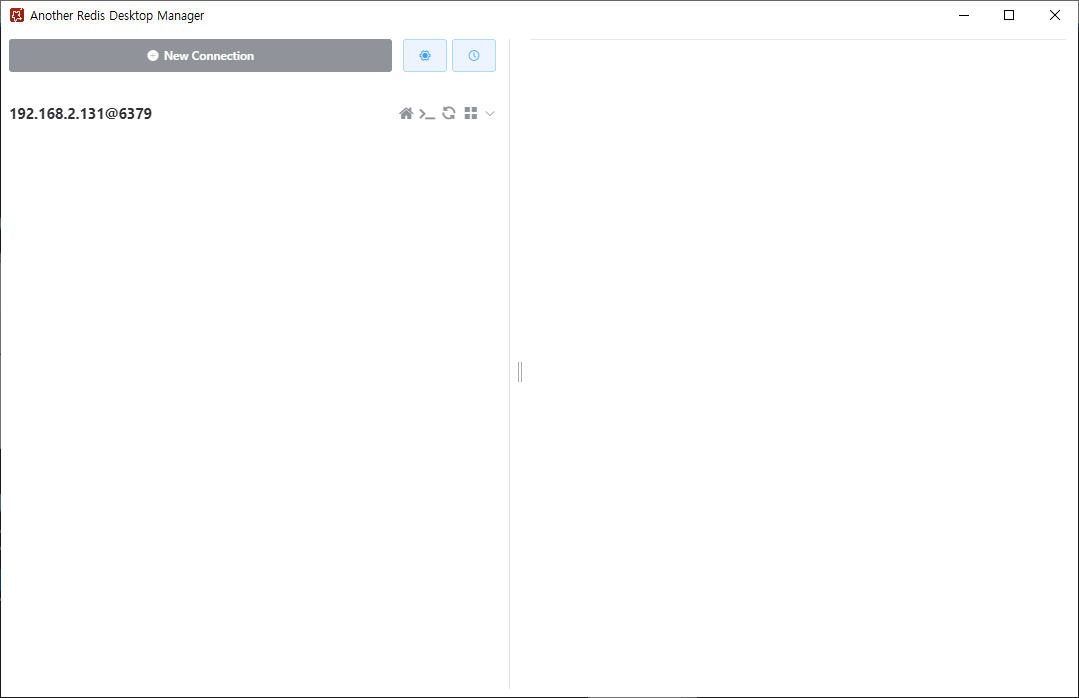 Another Redis Desktop Manager
New Connection
192.168.2.131@6379